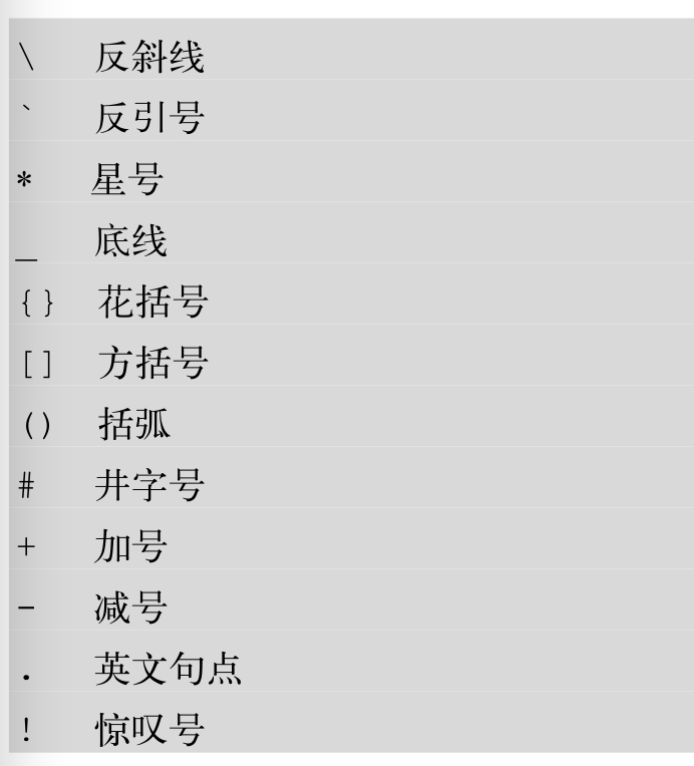 \ 反斜线
` 反引号
* 星号
_ 底线
{} 花括号
[] 方括号
() 括弧
# 井字号
+ 加号
- 减号
. 英文句点
! 惊叹号